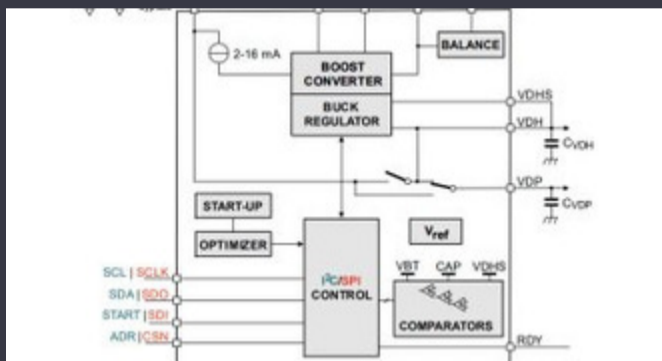 2-16 mA
BALANCE
BOOST
CONVERTER
BUCK
REGULATOR
VDHS
VDH
CVDH
VDP
CVDP
START-UP
OPTIMIZER
Vref
SCL | SCLK
SDA | SDO
START | SDI
ADR | CSN
I²C/SPI
CONTROL
VBT CAP VDHS
COMPARATORS
RDY